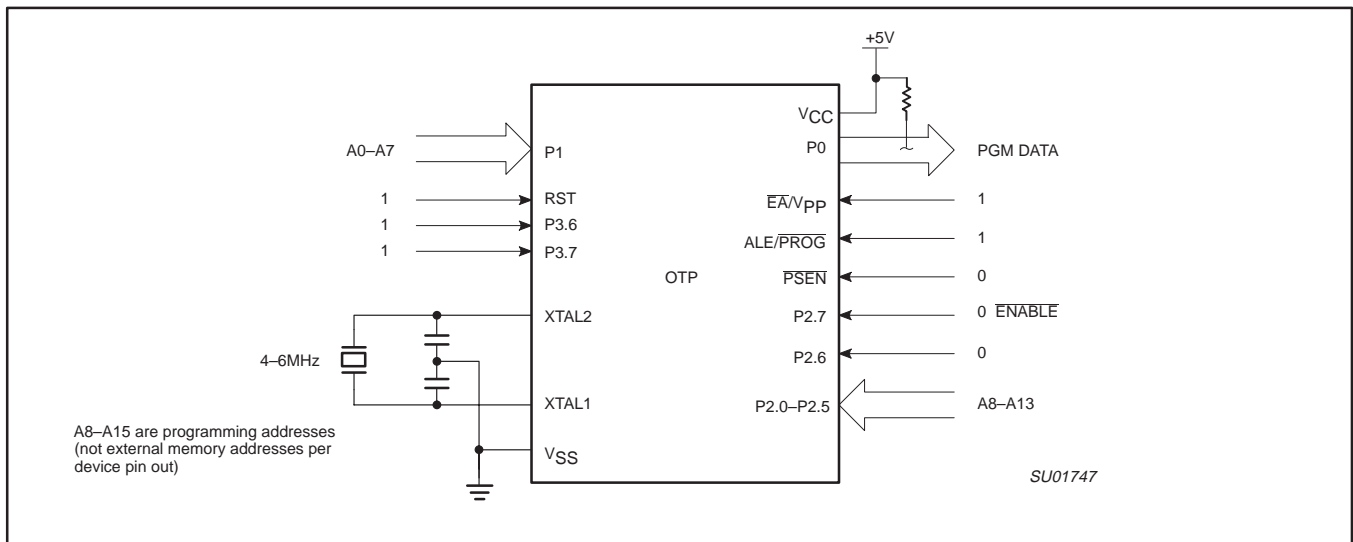 +5V
VCC
A0–A7
P1
P0
PGM DATA
1
RST
EA/VPP
1
1
P3.6
ALE/PROG
1
1
P3.7
OTP
PSEN
0
XTAL2
P2.7
0 ENABLE
4–6MHz
P2.6
0
XTAL1
P2.0–P2.5
A8–A13
A8–A15 are programming addresses
(not external memory addresses per
device pin out)
VSS
SU01747